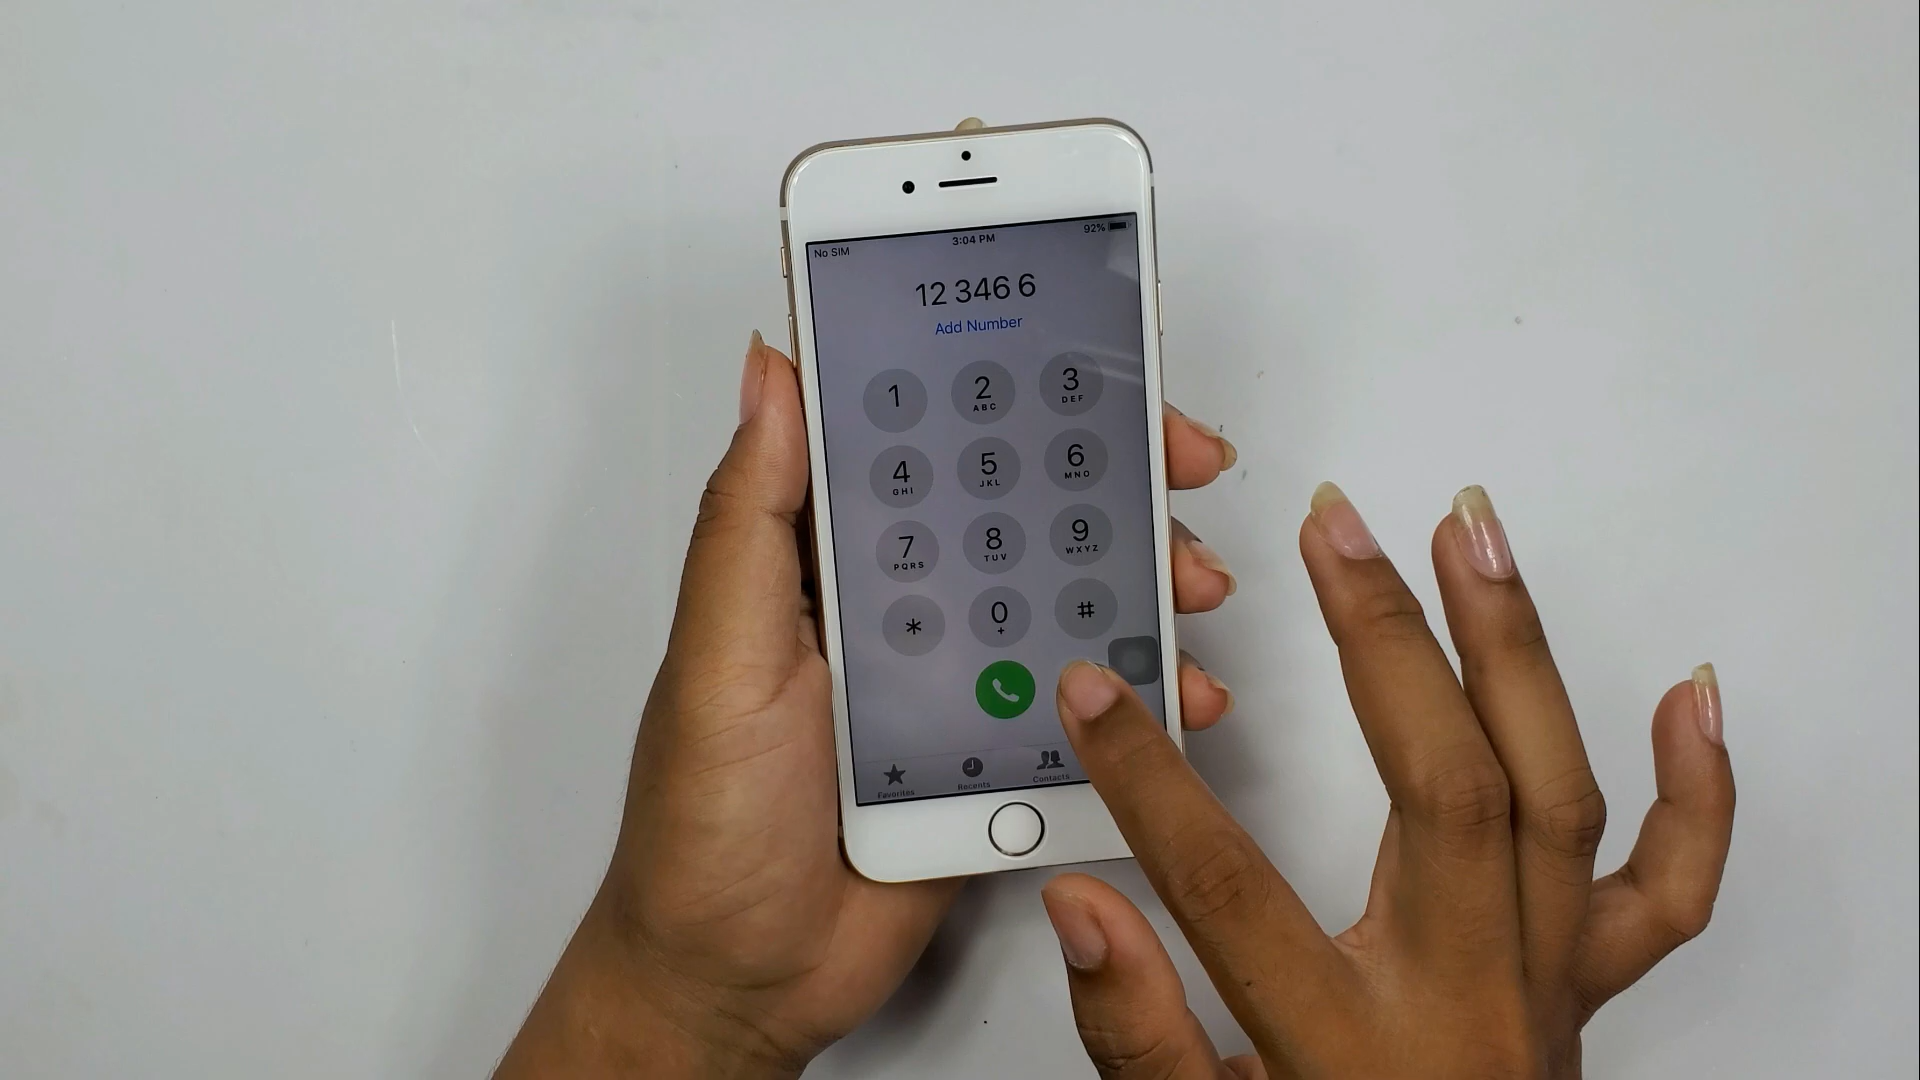 No SIM 3:04 PM 92%
12 346 6
Add Number
1 2 3
ABC DEF
4 5 6
GHI JKL MNO
7 8 9
PQRS TUV WXYZ
* 0 #
+
Favorites Recents Contacts